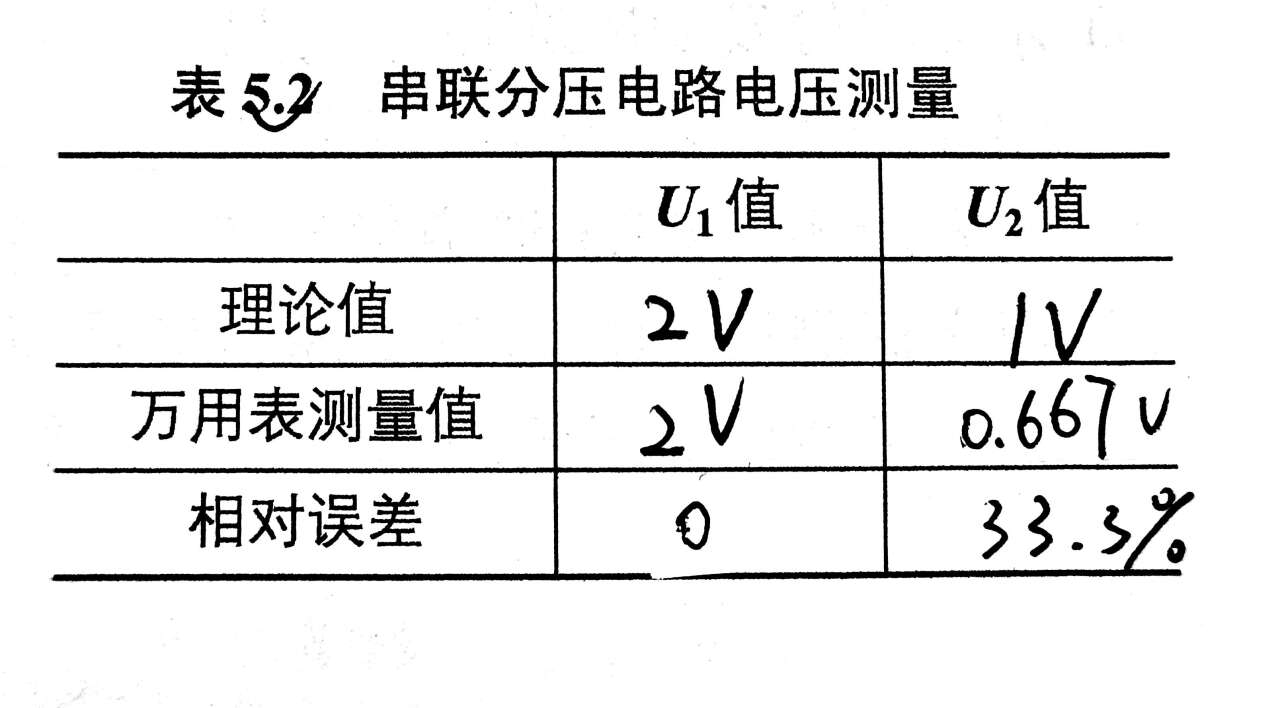 表 5.2 串联分压电路电压测量
U₁值 U₂值
理论值 2V 1V
万用表测量值 2V 0.667V
相对误差 0 33.3%